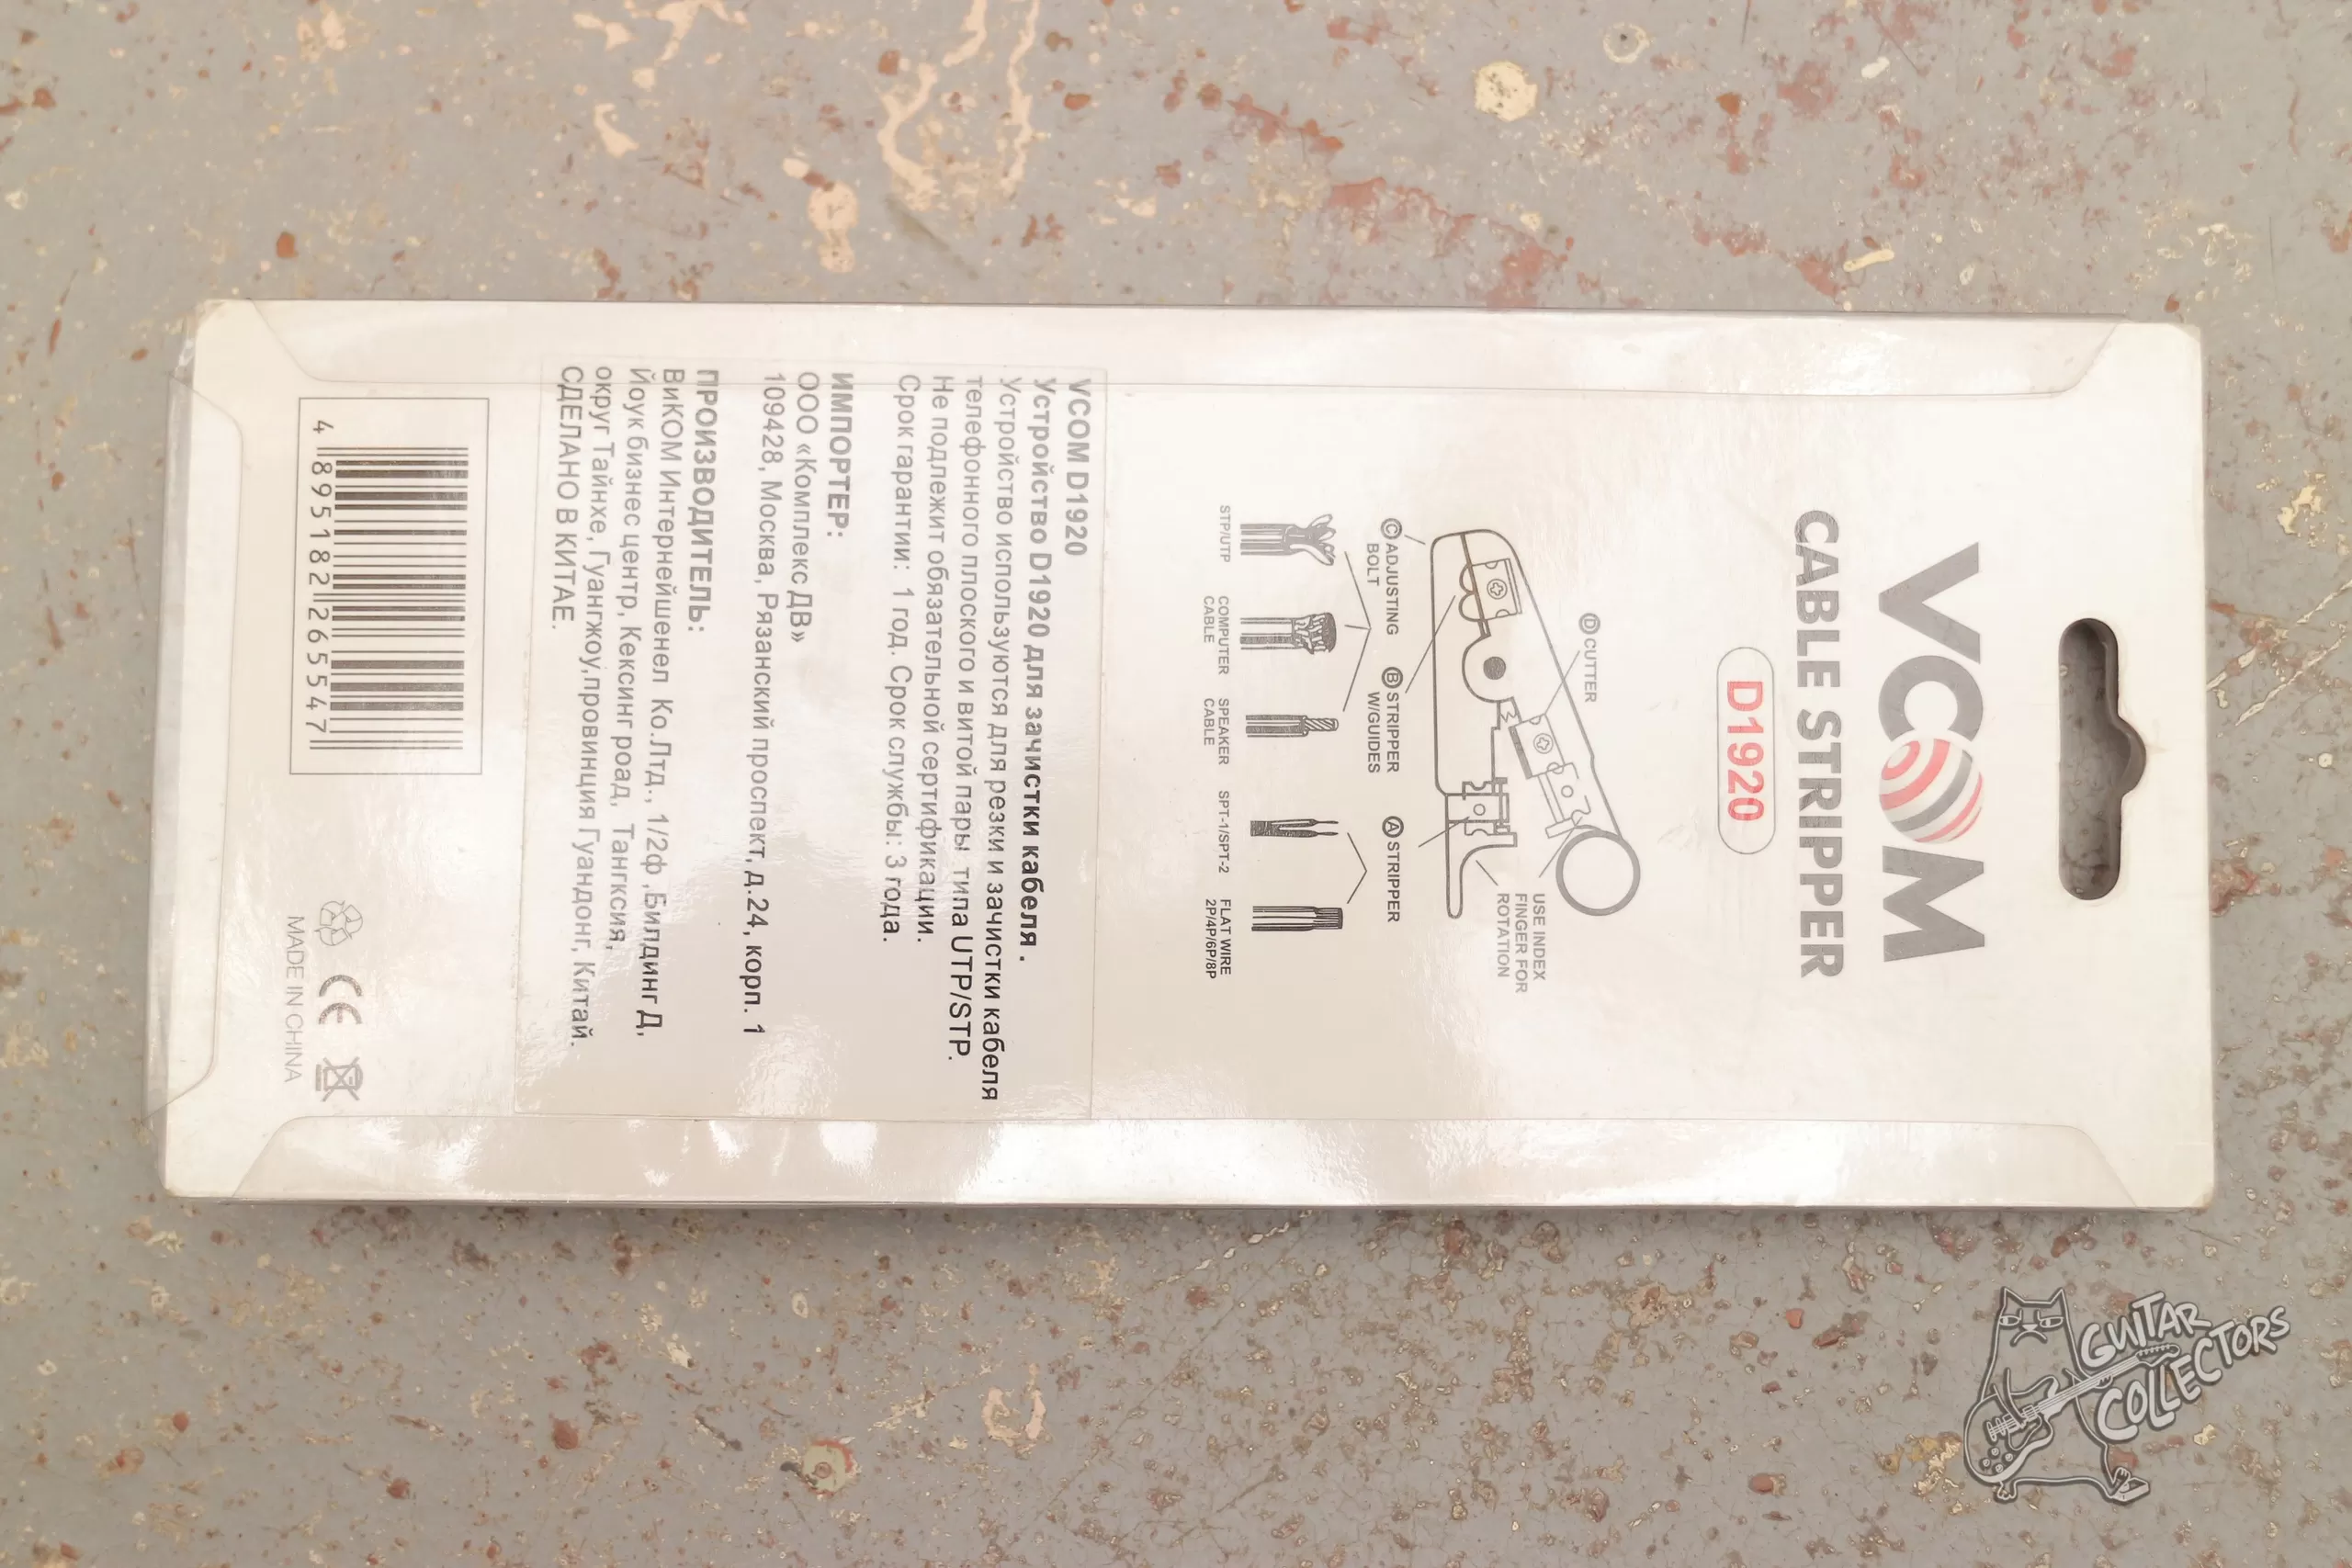 VCOM
CABLE STRIPPER
D1920
Ⓓ CUTTER
USE INDEX
FINGER FOR
ROTATION
Ⓒ ADJUSTING
BOLT
Ⓑ STRIPPER
W/GUIDES
Ⓐ STRIPPER
STP/UTP
COMPUTER
CABLE
SPEAKER
CABLE
SPT-1/SPT-2
FLAT WIRE
2P/4P/6P/8P
VCOM D1920
Устройство D1920 для зачистки кабеля .
Устройство используются для резки и зачистки кабеля
телефонного плоского и витой пары типа UTP/STP.
Не подлежит обязательной сертификации.
Срок гарантии: 1 год. Срок службы: 3 года.
ИМПОРТЕР:
ООО «Комплекс ДВ»
109428, Москва, Рязанский проспект, д.24, корп. 1
ПРОИЗВОДИТЕЛЬ:
ВиКОМ Интернейшенел Ко.Лтд., 1/2ф ,Билдинг Д,
Йоук бизнес центр, Кексинг роад, Тангксия,
округ Тайнхе, Гуангжоу,провинция Гуандонг, Китай.
СДЕЛАНО В КИТАЕ.
4 895182 265547
CE
MADE IN CHINA
GUITAR
COLLECTORS